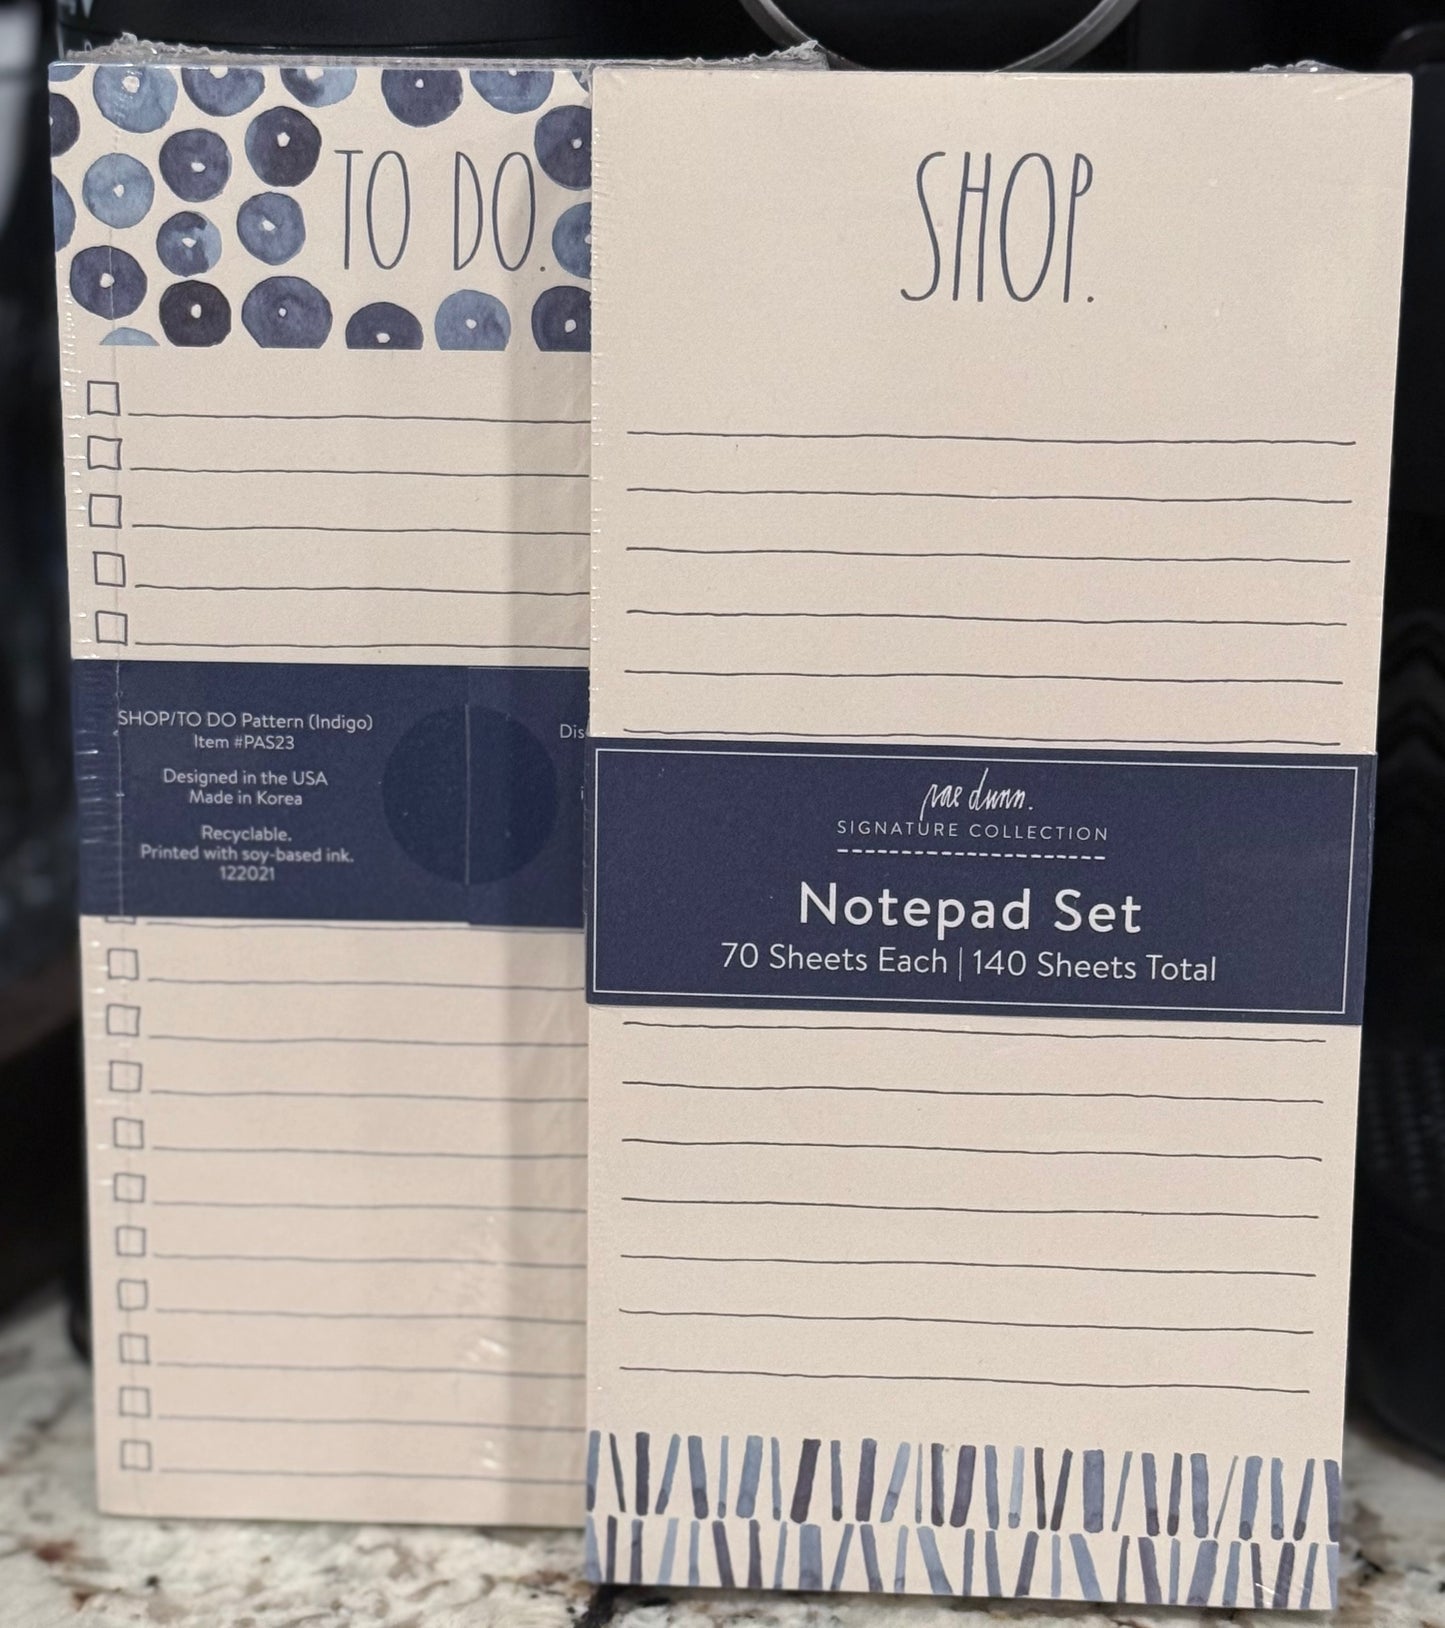 TO DO.
SHOP/TO DO Pattern (Indigo)
Item #PAS23
Designed in the USA
Made in Korea
Recyclable.
Printed with soy-based ink.
122021
SHOP.
rae dunn.
SIGNATURE COLLECTION
Notepad Set
70 Sheets Each | 140 Sheets Total